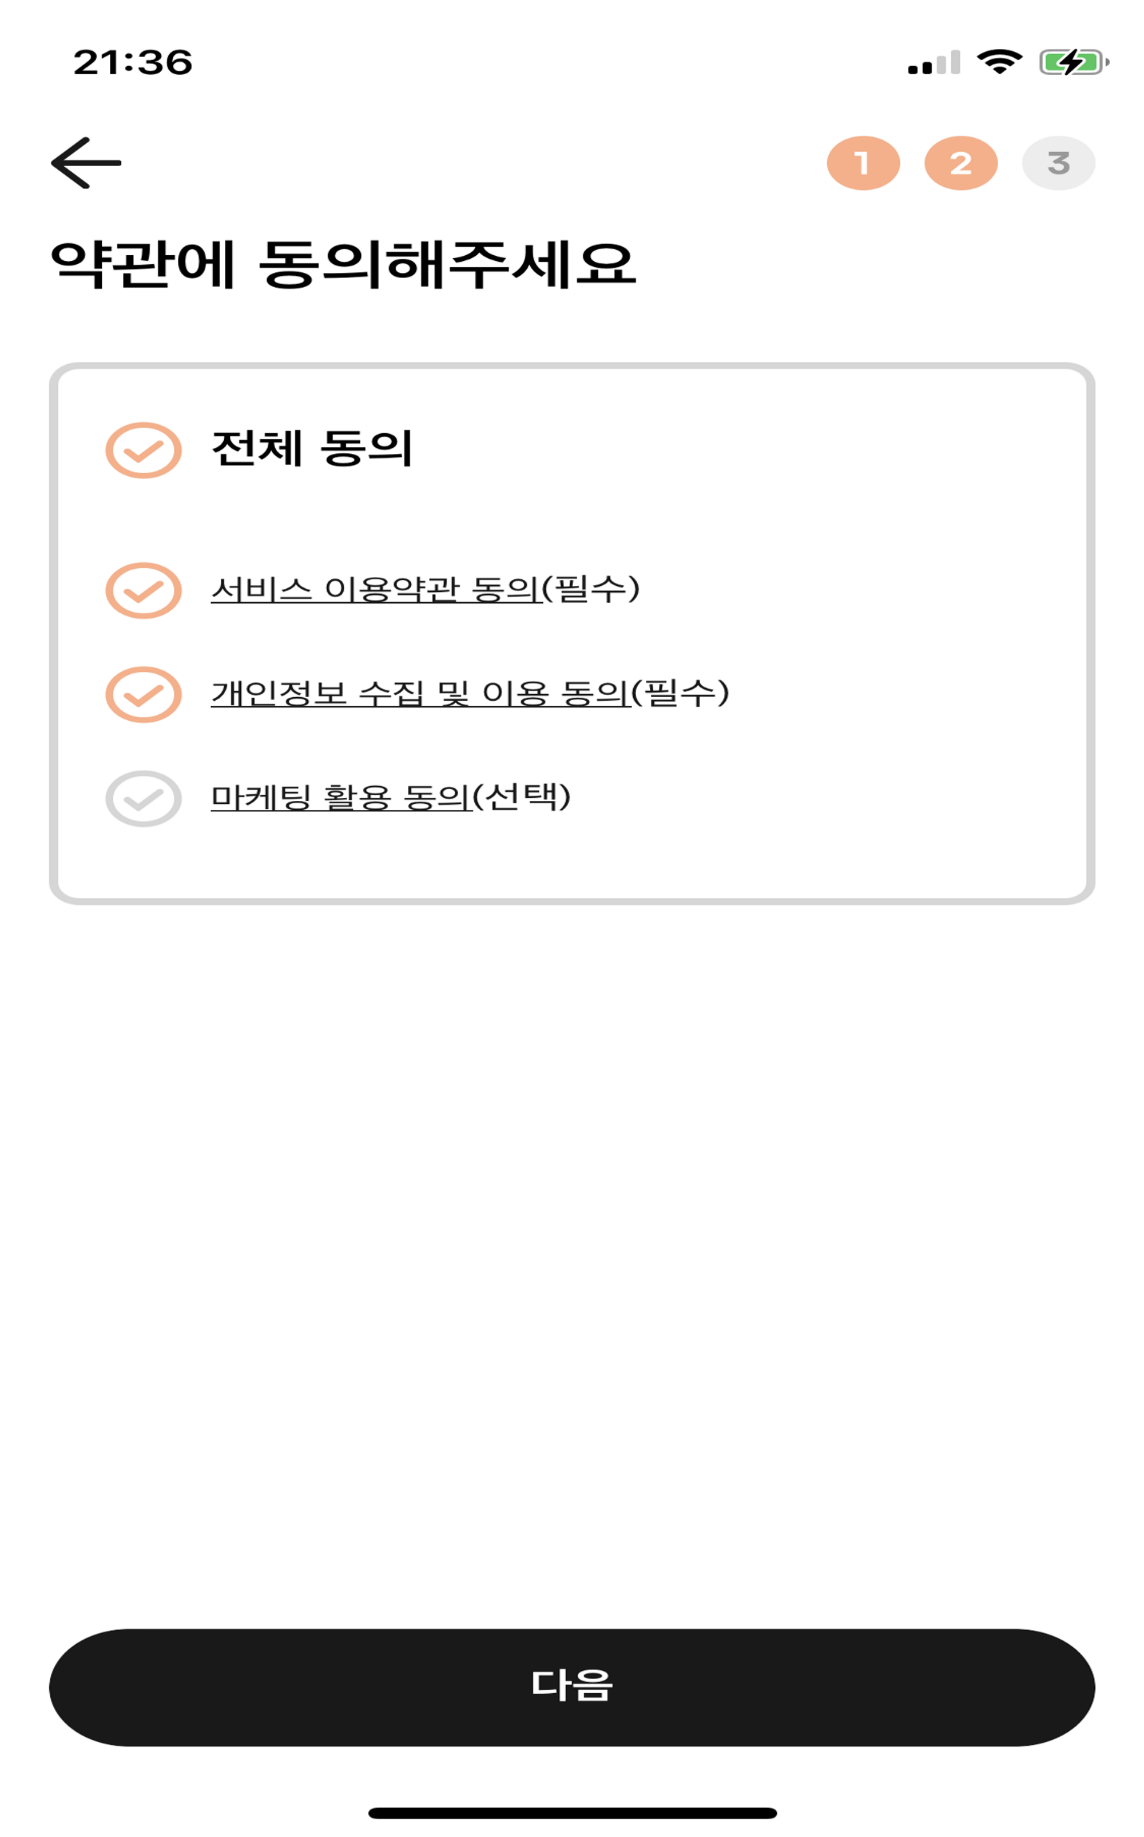 21:36
1 2 3
약관에 동의해주세요
전체 동의
서비스 이용약관 동의(필수)
개인정보 수집 및 이용 동의(필수)
마케팅 활용 동의(선택)
다음